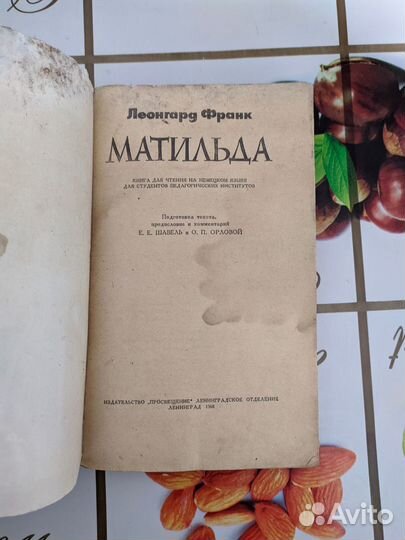 Леонгард Франк
МАТИЛЬДА
КНИГА ДЛЯ ЧТЕНИЯ НА НЕМЕЦКОМ ЯЗЫКЕ
ДЛЯ СТУДЕНТОВ ПЕДАГОГИЧЕСКИХ ИНСТИТУТОВ
Подготовка текста,
предисловие и комментарий
Е. Е. ШАВЕЛЬ и О. П. ОРЛОВОЙ
ИЗДАТЕЛЬСТВО „ПРОСВЕЩЕНИЕ“ ЛЕНИНГРАДСКОЕ ОТДЕЛЕНИЕ
ЛЕНИНГРАД
Avito